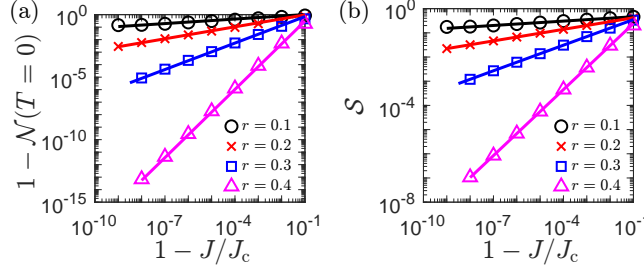 (a)
1 − 𝒩(T = 0)
10^0
10^-5
10^-10
10^-15
r = 0.1
r = 0.2
r = 0.3
r = 0.4
10^-10 10^-7 10^-4 10^-1
1 − J/J_c
(b)
𝒮
10^0
10^-4
10^-8
r = 0.1
r = 0.2
r = 0.3
r = 0.4
10^-10 10^-7 10^-4 10^-1
1 − J/J_c